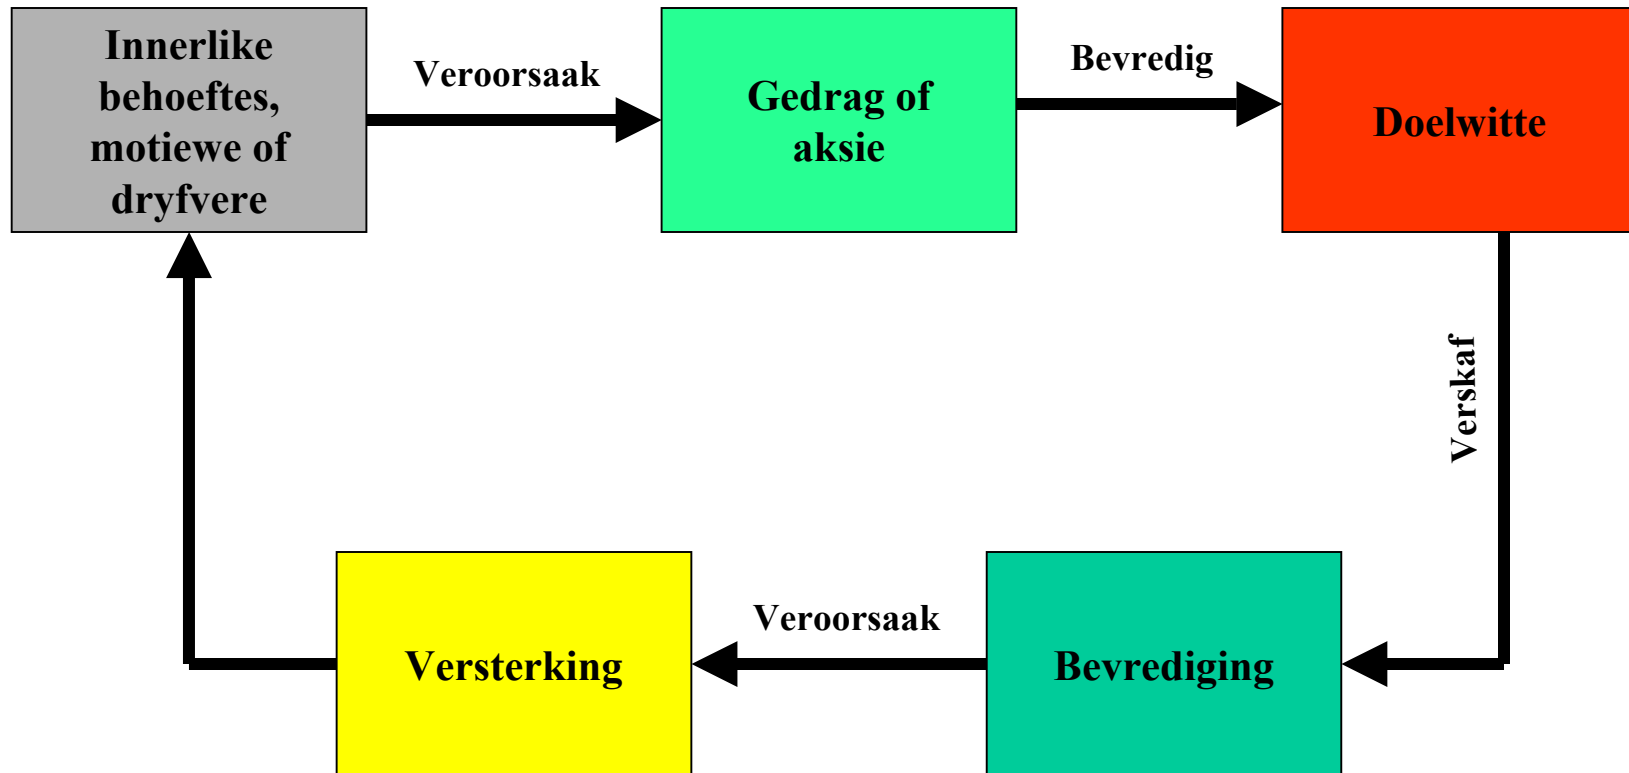 Innerlike
behoeftes,
motiewe of
dryfvere
Veroorsaak
Gedrag of
aksie
Bevredig
Doelwitte
Verskaf
Bevrediging
Veroorsaak
Versterking